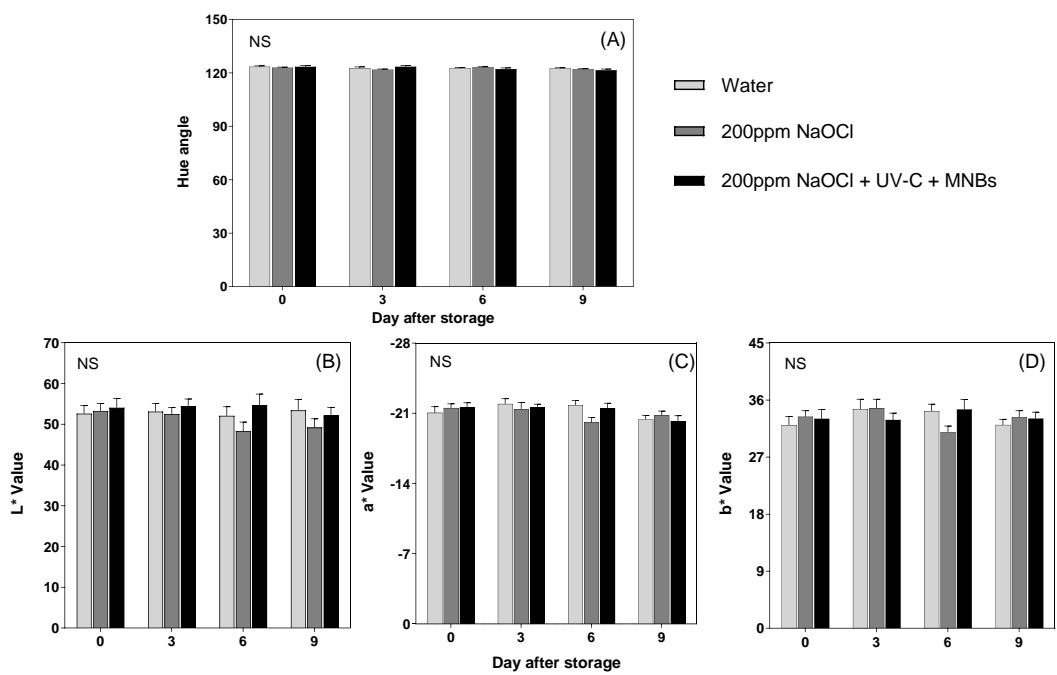 150
120
90
60
30
0
Hue angle
NS
(A)
0 3 6 9
Day after storage
Water
200ppm NaOCl
200ppm NaOCl + UV-C + MNBs
70
60
50
40
30
20
10
0
L* Value
NS
(B)
0 3 6 9
-28
-21
-14
-7
0
a* Value
NS
(C)
0 3 6 9
45
36
27
18
9
0
b* Value
NS
(D)
0 3 6 9
Day after storage